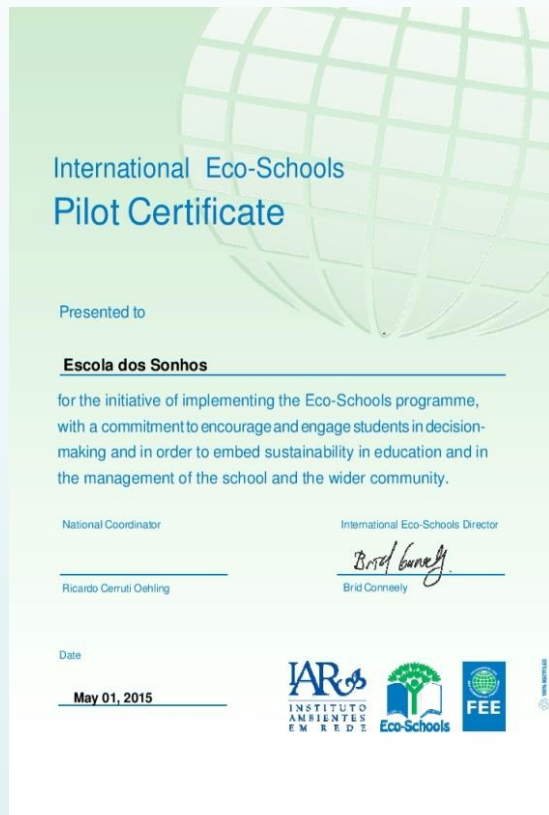 International Eco-Schools
Pilot Certificate
Presented to
Escola dos Sonhos
for the initiative of implementing the Eco-Schools programme,
with a commitment to encourage and engage students in decision-
making and in order to embed sustainability in education and in
the management of the school and the wider community.
National Coordinator
International Eco-Schools Director
Ricardo Cerruti Oehling
Brid Conneely
Date
May 01, 2015
IAR
INSTITUTO
AMBIENTES
EM REDE
Eco-Schools
FEE
100% RECYCLED